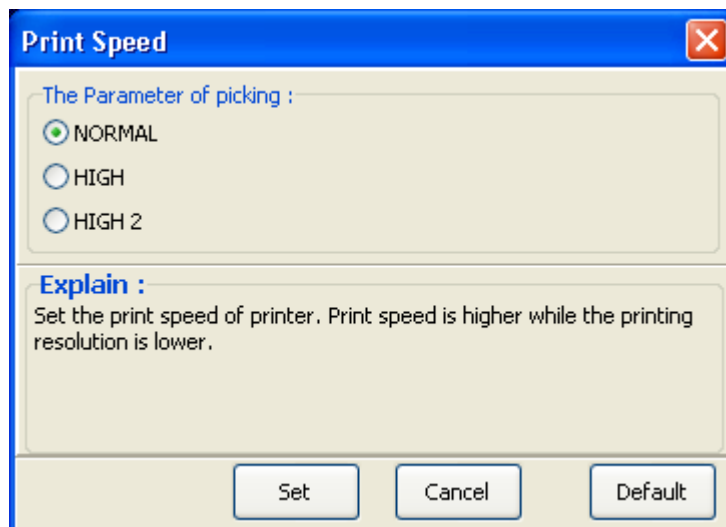 Print Speed
The Parameter of picking :
NORMAL
HIGH
HIGH 2
Explain :
Set the print speed of printer. Print speed is higher while the printing
resolution is lower.
Set Cancel Default